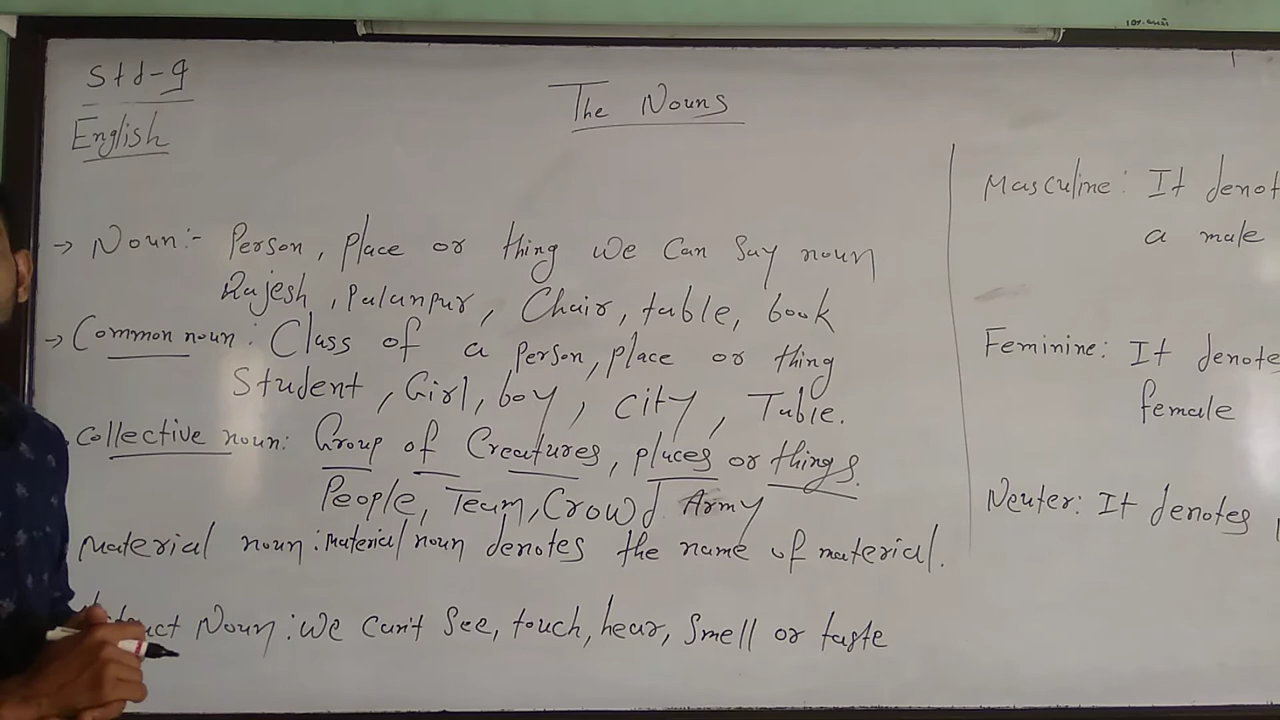 Std-9
English
The Nouns
→ Noun:- Person, place or thing we can say noun
Rajesh, Palanpur, Chair, table, book
→ Common noun: Class of a person, place or thing
Student, Girl, boy, City, Table.
Collective noun: Group of Creatures, places or things.
People, Team, Crowd Army
Material noun: Material noun denotes the name of material.
Noun: we can't see, touch, hear, smell or taste
Masculine: It denot
a male
Feminine: It denote
female
Neuter: It denotes